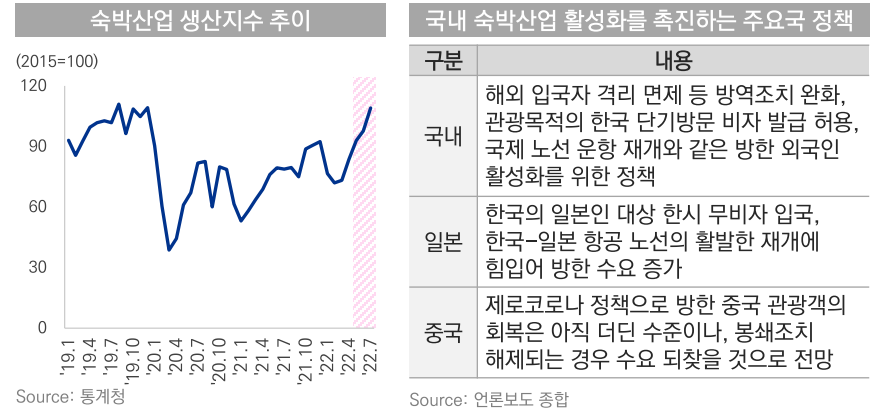 숙박산업 생산지수 추이
(2015=100)
120
90
60
30
0
'19.1
'19.4
'19.7
'19.10
'20.1
'20.4
'20.7
'20.10
'21.1
'21.4
'21.7
'21.10
'22.1
'22.4
'22.7
Source: 통계청
국내 숙박산업 활성화를 촉진하는 주요국 정책
구분 내용
국내
해외 입국자 격리 면제 등 방역조치 완화,
관광목적의 한국 단기방문 비자 발급 허용,
국제 노선 운항 재개와 같은 방한 외국인
활성화를 위한 정책
일본
한국의 일본인 대상 한시 무비자 입국,
한국-일본 항공 노선의 활발한 재개에
힘입어 방한 수요 증가
중국
제로코로나 정책으로 방한 중국 관광객의
회복은 아직 더딘 수준이나, 봉쇄조치
해제되는 경우 수요 되찾을 것으로 전망
Source: 언론보도 종합